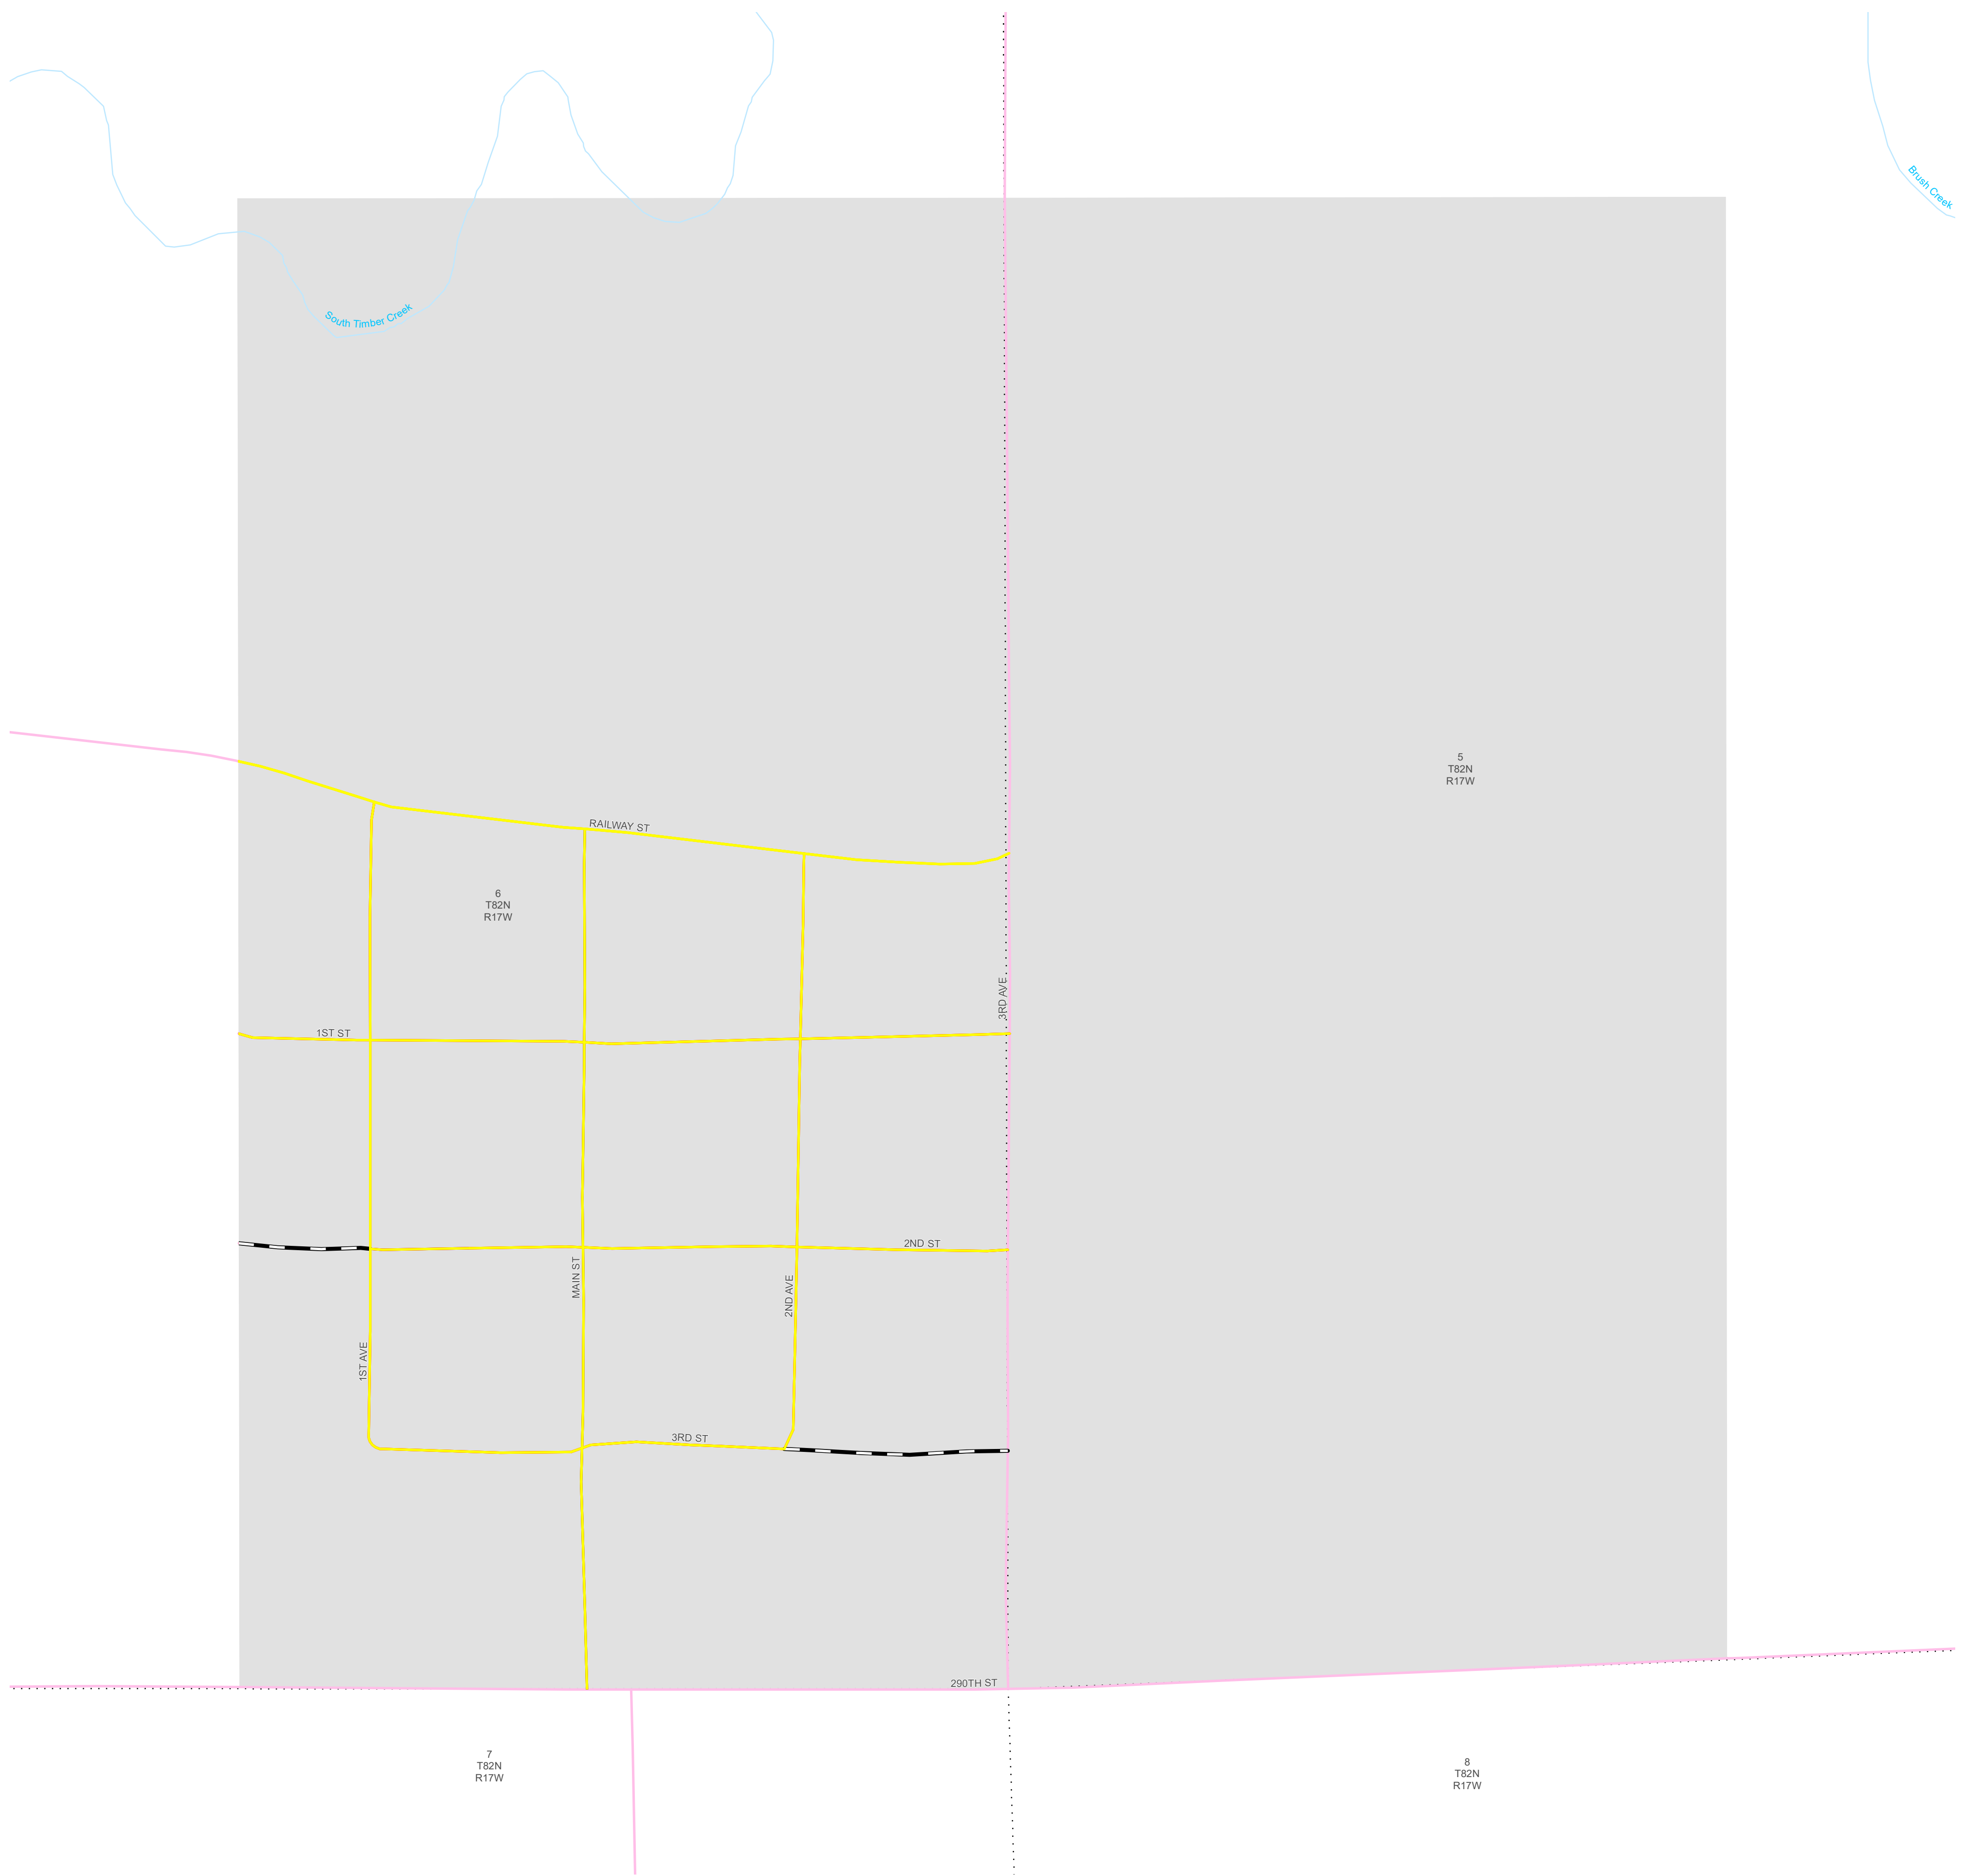 Brush Creek
South Timber Creek
5
T82N
R17W
RAILWAY ST
6
T82N
R17W
3RD AVE
1ST ST
2ND ST
MAIN ST
2ND AVE
1ST AVE
3RD ST
290TH ST
7
T82N
R17W
8
T82N
R17W